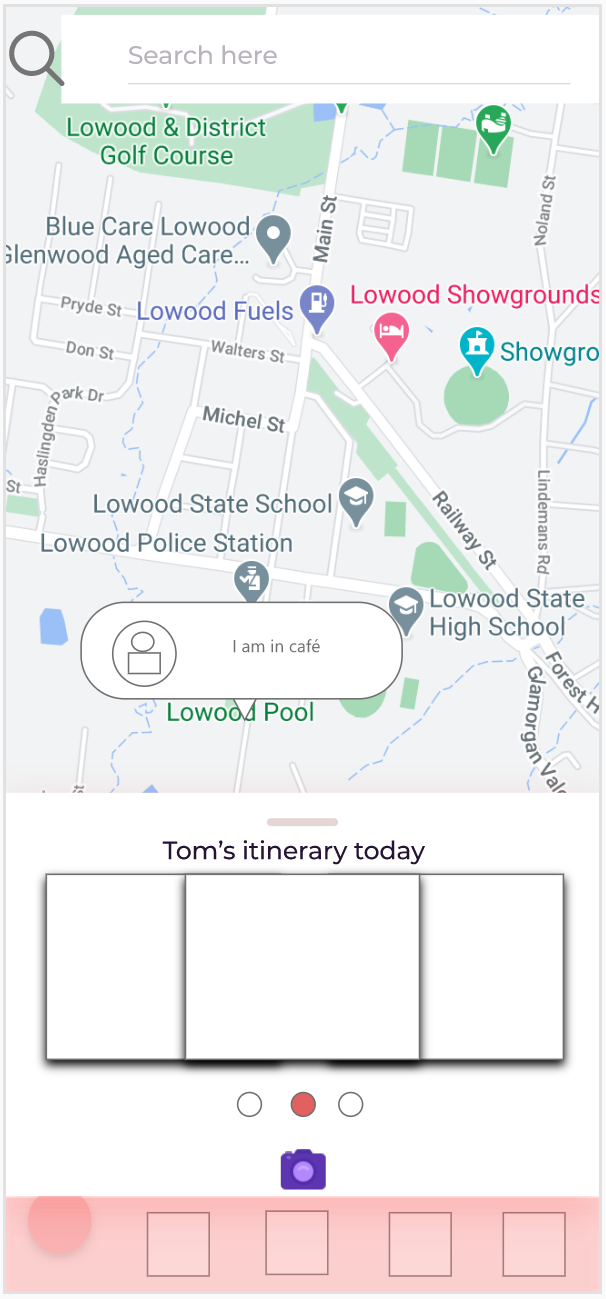 Search here
Lowood & District
Golf Course
Main St
Noland St
Blue Care Lowood
Glenwood Aged Care...
Lowood Showgrounds
Lowood Fuels
Pryde St
Don St
Walters St
Showgro
Park Dr
Haslingden
Michel St
St
Lowood State School
Railway St
Lindemans Rd
Lowood Police Station
Lowood State
High School
I am in café
Forest H
Glamorgan Vale
Lowood Pool
Tom's itinerary today